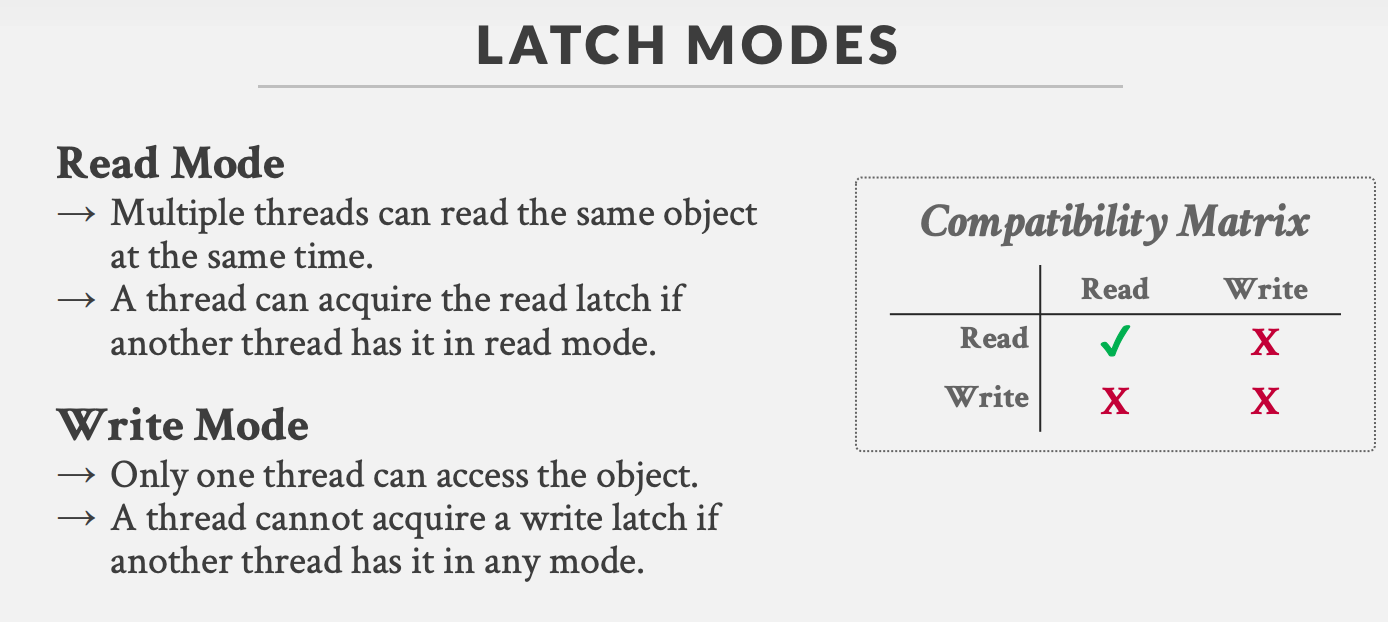 LATCH MODES
Read Mode
→ Multiple threads can read the same object
at the same time.
→ A thread can acquire the read latch if
another thread has it in read mode.
Write Mode
→ Only one thread can access the object.
→ A thread cannot acquire a write latch if
another thread has it in any mode.
Compatibility Matrix
Read Write
Read ✓ X
Write X X